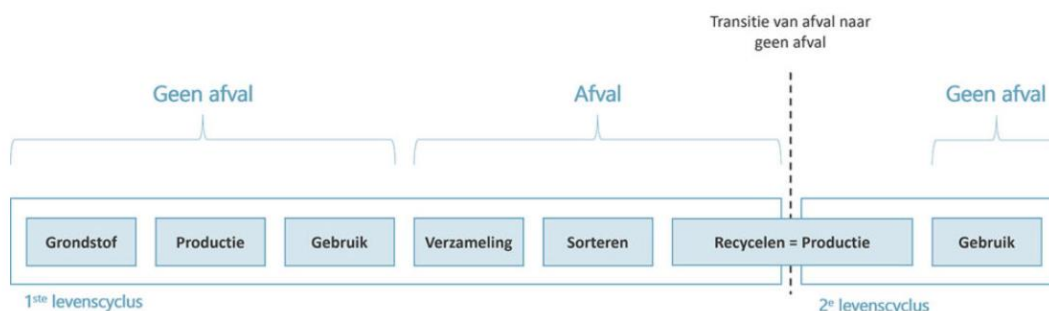 Transitie van afval naar
geen afval
Geen afval
Afval
Geen afval
Grondstof
Productie
Gebruik
Verzameling
Sorteren
Recycelen = Productie
Gebruik
1ste levenscyclus
2e levenscyclus